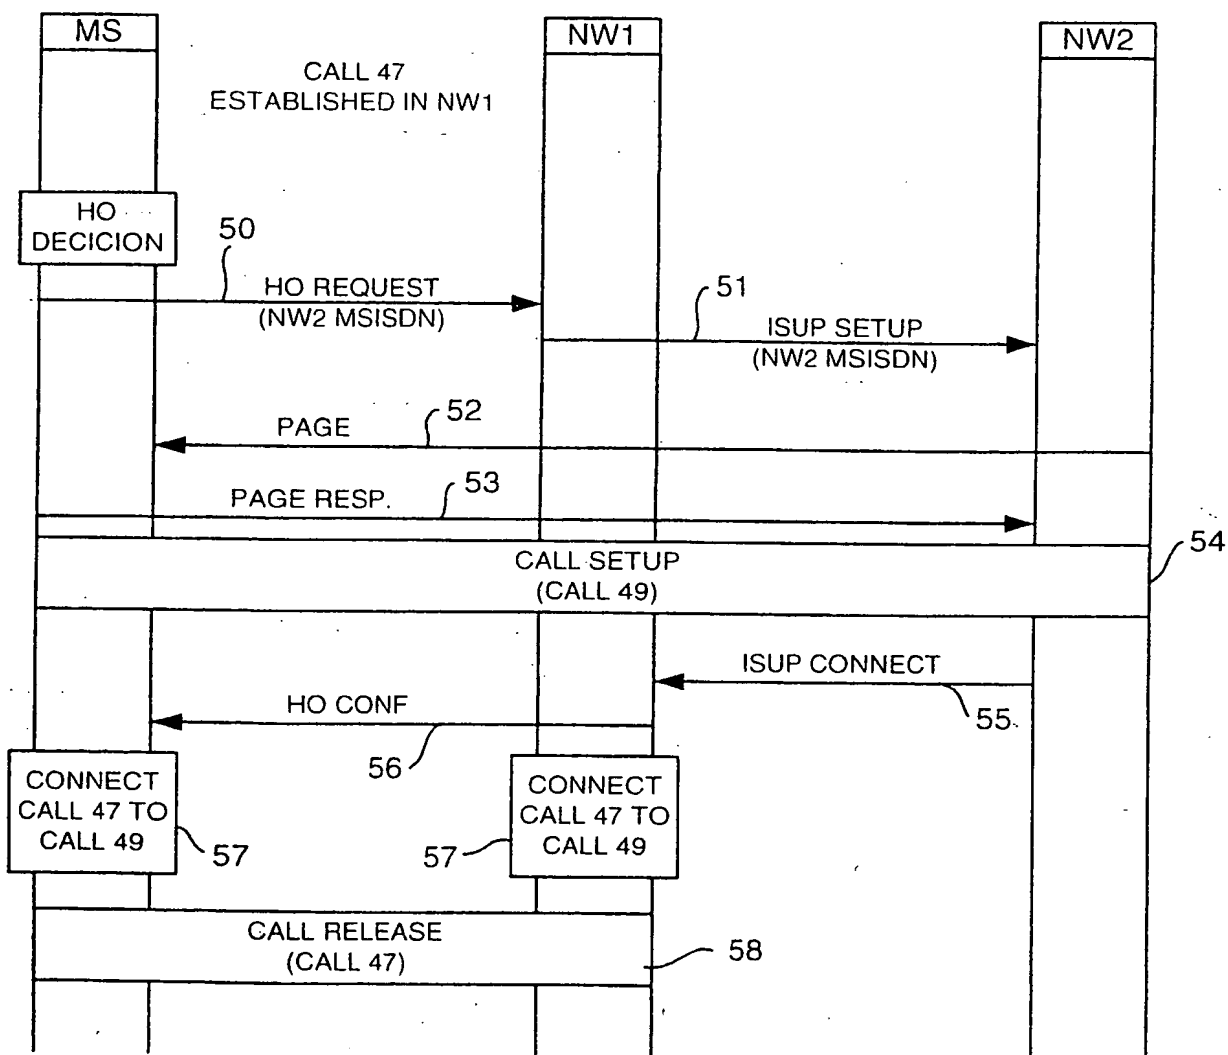 MS
NW1
NW2
CALL 47
ESTABLISHED IN NW1
HO
DECICION
50
HO REQUEST
(NW2 MSISDN)
51
ISUP SETUP
(NW2 MSISDN)
52
PAGE
53
PAGE RESP.
CALL SETUP
(CALL 49)
54
ISUP CONNECT
55
HO CONF
56
CONNECT
CALL 47 TO
CALL 49
57
CONNECT
CALL 47 TO
CALL 49
57
CALL RELEASE
(CALL 47)
58